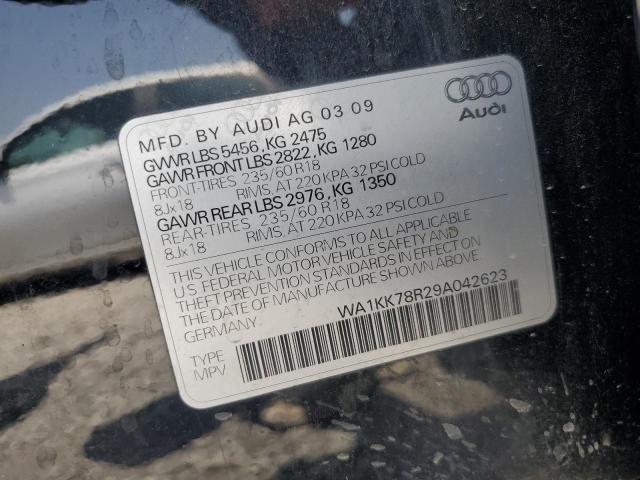 Audi
MFD. BY AUDI AG 03 09
GVWR LBS 5456, KG 2475
GAWR FRONT LBS 2822, KG 1280
FRONT-TIRES 235/60 R18
8Jx18 RIMS, AT 220 KPA 32 PSI COLD
GAWR REAR LBS 2976, KG 1350
REAR-TIRES 235/60 R 18
8Jx18 RIMS, AT 220 KPA 32 PSI COLD
THIS VEHICLE CONFORMS TO ALL APPLICABLE
U.S. FEDERAL MOTOR VEHICLE SAFETY AND
THEFT PREVENTION STANDARDS IN EFFECT ON
THE DATE OF MANUFACTURE SHOWN ABOVE
GERMANY. WA1KK78R29A042623
TYPE
MPV